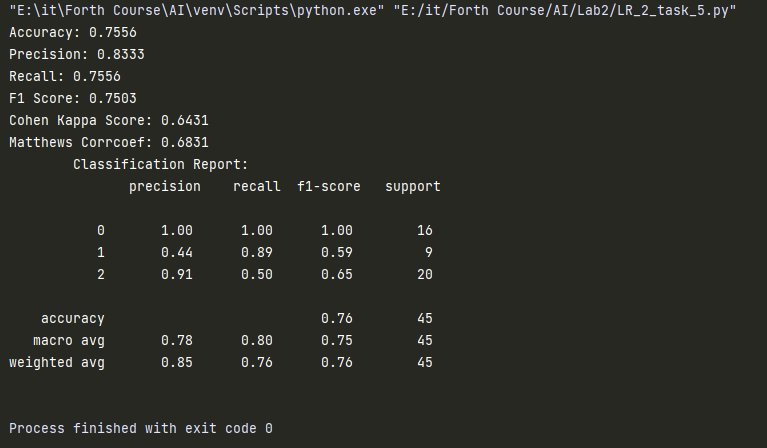 "E:\it\Forth Course\AI\venv\Scripts\python.exe" "E:/it/Forth Course/AI/Lab2/LR_2_task_5.py"
Accuracy: 0.7556
Precision: 0.8333
Recall: 0.7556
F1 Score: 0.7503
Cohen Kappa Score: 0.6431
Matthews Corrcoef: 0.6831
Classification Report:
precision recall f1-score support
0 1.00 1.00 1.00 16
1 0.44 0.89 0.59 9
2 0.91 0.50 0.65 20
accuracy 0.76 45
macro avg 0.78 0.80 0.75 45
weighted avg 0.85 0.76 0.76 45
Process finished with exit code 0